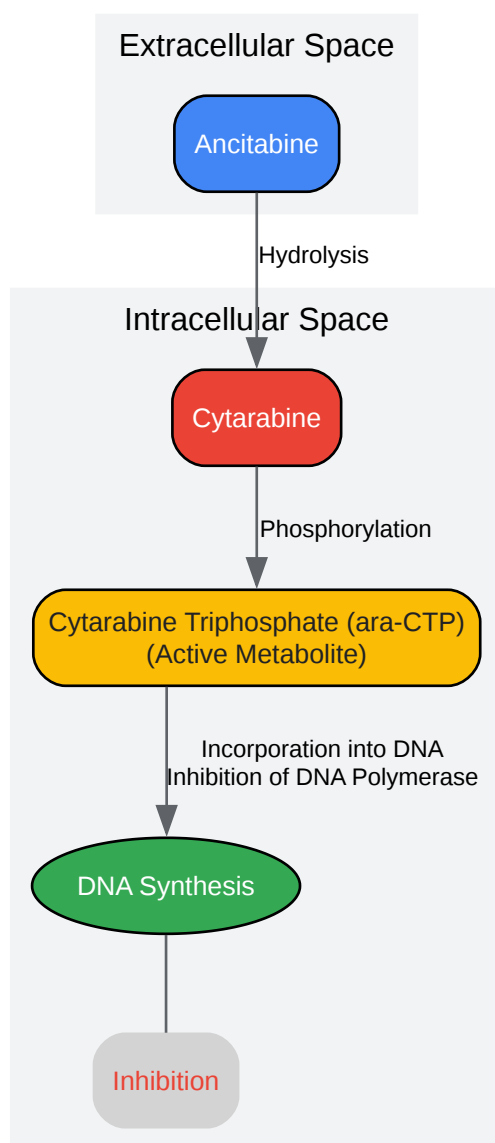 Extracellular Space
Ancitabine
Hydrolysis
Intracellular Space
Cytarabine
Phosphorylation
Cytarabine Triphosphate (ara-CTP)
(Active Metabolite)
Incorporation into DNA
Inhibition of DNA Polymerase
DNA Synthesis
Inhibition